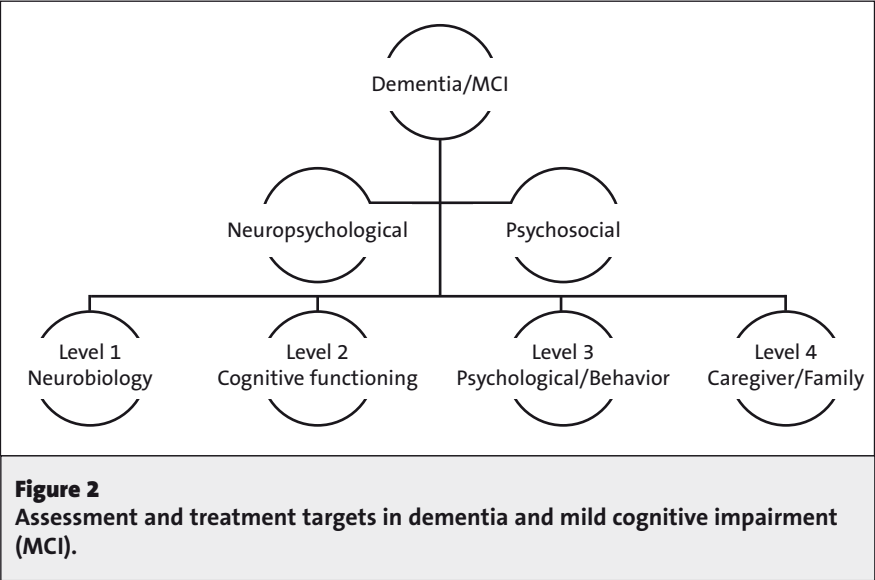 Dementia/MCI
Neuropsychological
Psychosocial
Level 1
Neurobiology
Level 2
Cognitive functioning
Level 3
Psychological/Behavior
Level 4
Caregiver/Family
Figure 2
Assessment and treatment targets in dementia and mild cognitive impairment
(MCI).